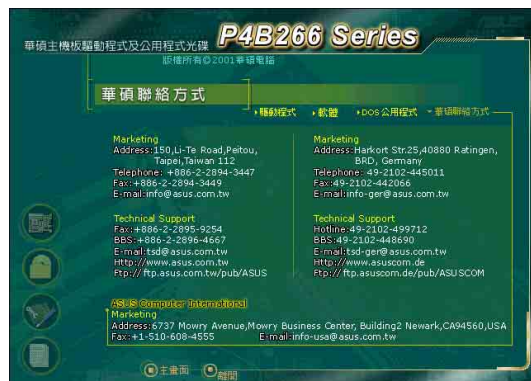 華碩主機板驅動程式及公用程式光碟 P4B266 Series
版權所有©2001華碩電腦
華碩聯絡方式
驅動程式 軟體 DOS公用程式 華碩聯絡方式
Marketing
Address:150,Li-Te Road,Peitou,
Taipei,Taiwan 112
Telephone: +886-2-2894-3447
Fax:+886-2-2894-3449
E-mail:info@asus.com.tw
Technical Support
Fax:+886-2-2895-9254
BBS:+886-2-2896-4667
E-mail:tsd@asus.com.tw
Http://www.asus.com.tw
Ftp://ftp.asus.com.tw/pub/ASUS
Marketing
Address:Harkort Str.25,40880 Ratingen,
BRD, Germany
Telephone: 49-2102-445011
Fax:49-2102-442066
E-mail:info-ger@asus.com.tw
Technical Support
Hotline:49-2102-499712
BBS:49-2102-448690
E-mail:tsd-ger@asus.com.tw
Http://www.asuscom.de
Ftp://ftp.asuscom.de/pub/ASUSCOM
ASUS Computer International
Marketing
Address:6737 Mowry Avenue,Mowry Business Center, Building2 Newark,CA94560,USA
Fax:+1-510-608-4555 E-mail:info-usa@asus.com.tw
主畫面 離開